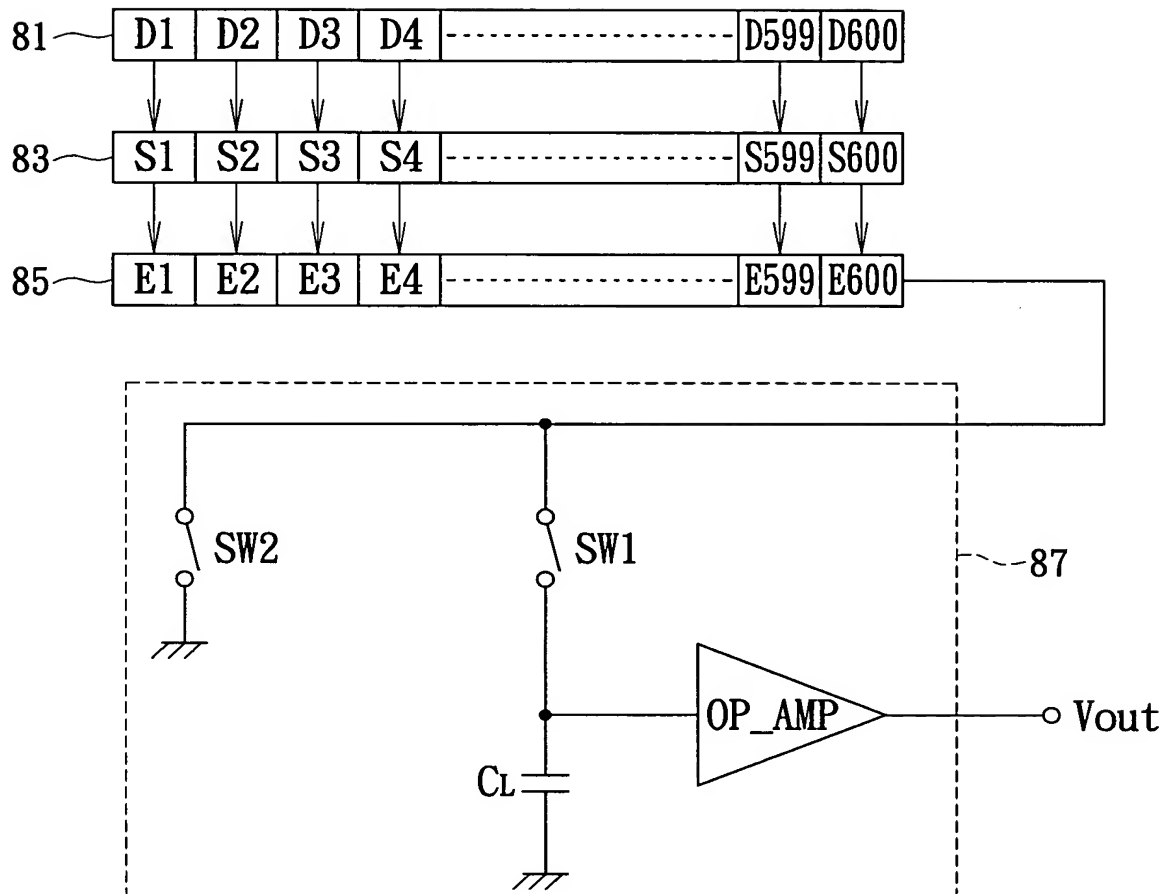 81 D1 D2 D3 D4 D599 D600
83 S1 S2 S3 S4 S599 S600
85 E1 E2 E3 E4 E599 E600
SW2 SW1 87
OP_AMP Vout
CL